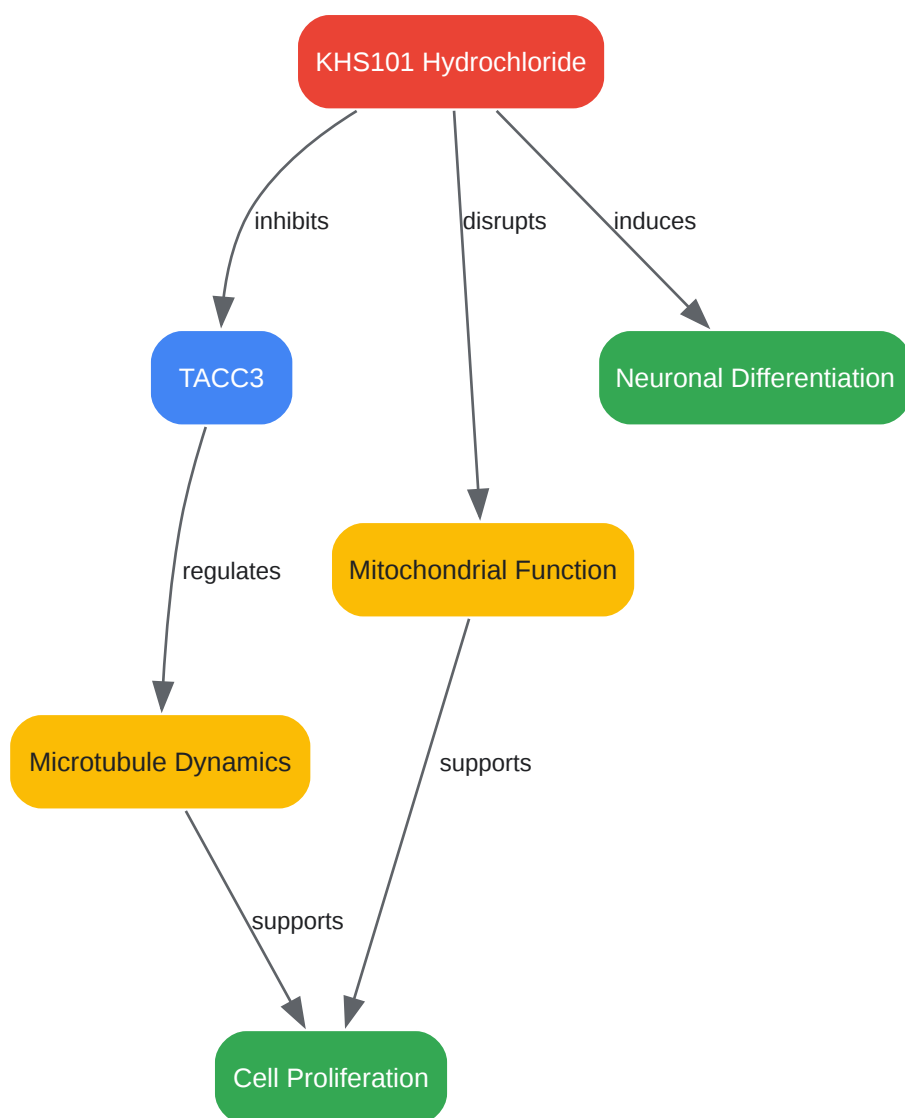 KHS101 Hydrochloride
inhibits
disrupts
induces
TACC3
Neuronal Differentiation
Mitochondrial Function
regulates
Microtubule Dynamics
supports
supports
Cell Proliferation